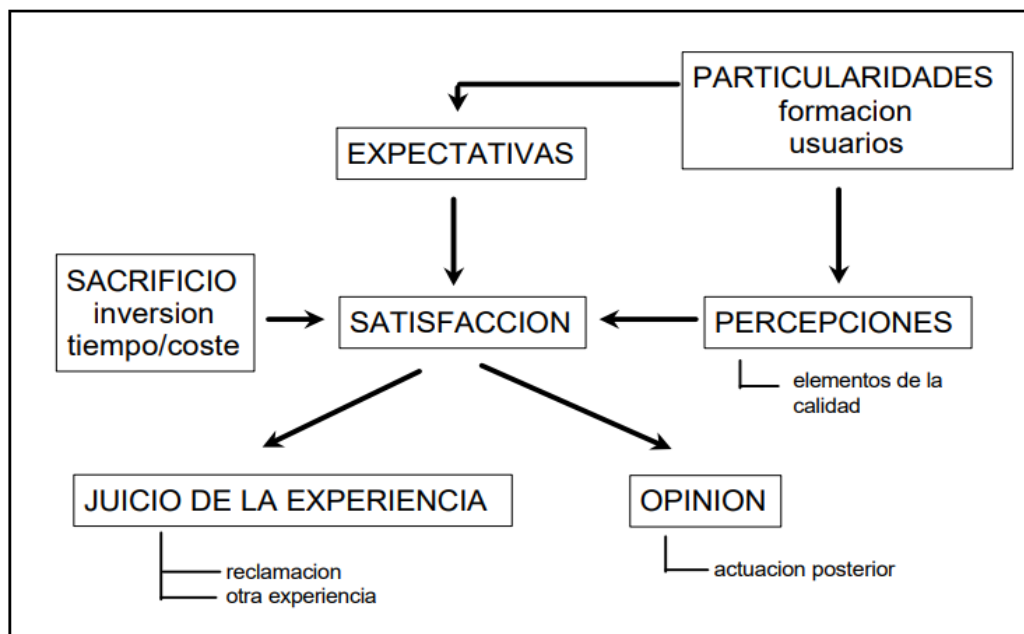 PARTICULARIDADES
formacion
usuarios
EXPECTATIVAS
SACRIFICIO
inversion
tiempo/coste
SATISFACCION
PERCEPCIONES
elementos de la
calidad
JUICIO DE LA EXPERIENCIA
OPINION
reclamacion
otra experiencia
actuacion posterior